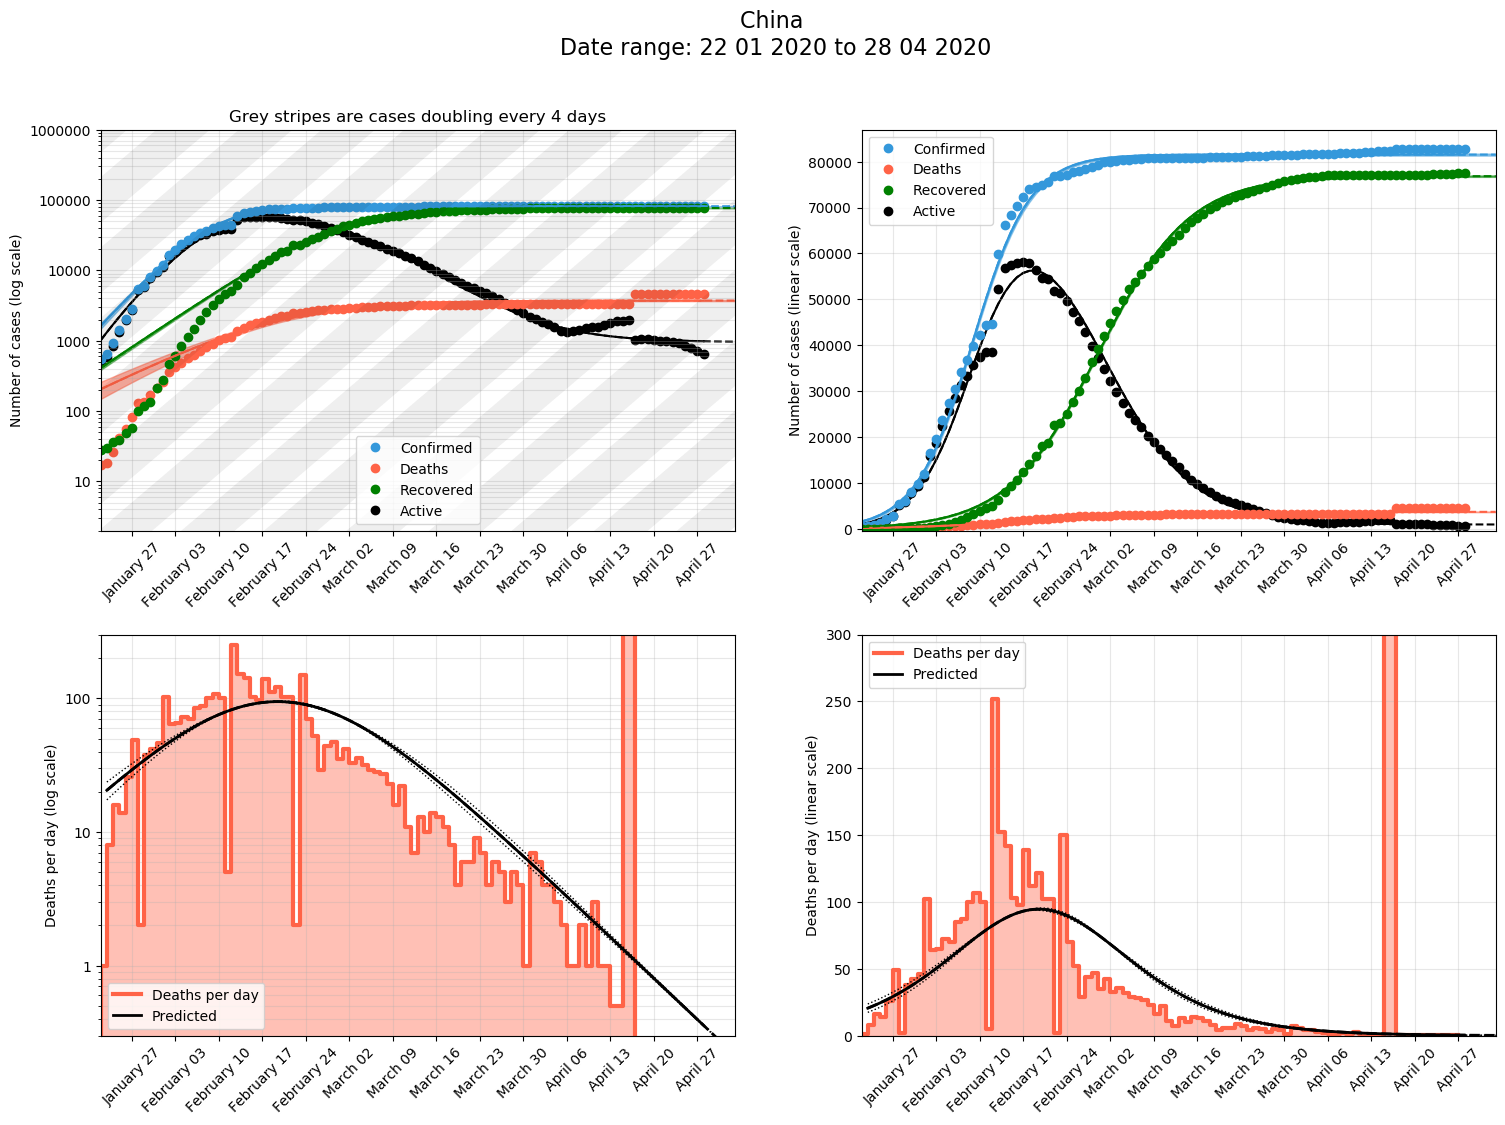 China
Date range: 22 01 2020 to 28 04 2020
Grey stripes are cases doubling every 4 days
Number of cases (log scale)
1000000
100000
10000
1000
100
10
Confirmed
Deaths
Recovered
Active
January 27
February 03
February 10
February 17
February 24
March 02
March 09
March 16
March 23
March 30
April 06
April 13
April 20
April 27
Number of cases (linear scale)
80000
70000
60000
50000
40000
30000
20000
10000
0
Confirmed
Deaths
Recovered
Active
January 27
February 03
February 10
February 17
February 24
March 02
March 09
March 16
March 23
March 30
April 06
April 13
April 20
April 27
Deaths per day (log scale)
100
10
1
Deaths per day
Predicted
January 27
February 03
February 10
February 17
February 24
March 02
March 09
March 16
March 23
March 30
April 06
April 13
April 20
April 27
Deaths per day (linear scale)
300
250
200
150
100
50
0
Deaths per day
Predicted
January 27
February 03
February 10
February 17
February 24
March 02
March 09
March 16
March 23
March 30
April 06
April 13
April 20
April 27